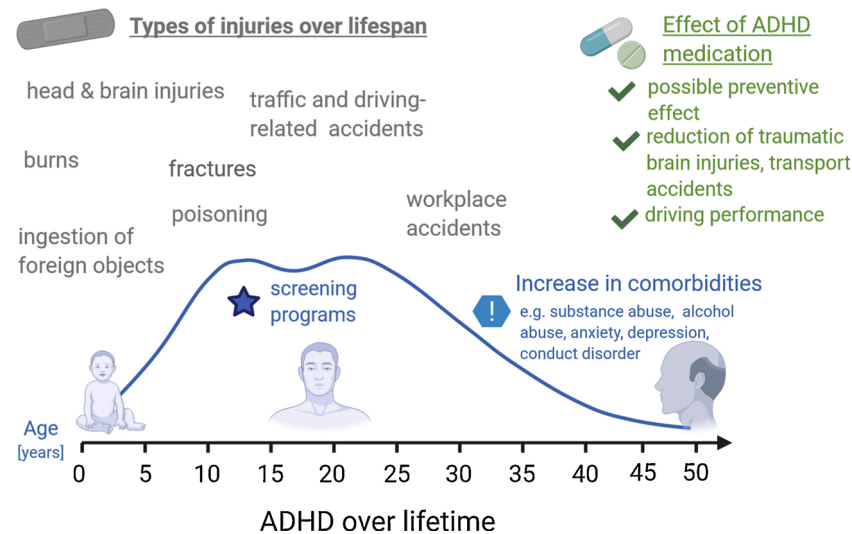 Types of injuries over lifespan
head & brain injuries
traffic and driving-
related accidents
burns
fractures
poisoning
workplace
accidents
ingestion of
foreign objects
Effect of ADHD
medication
possible preventive
effect
reduction of traumatic
brain injuries, transport
accidents
driving performance
screening
programs
!
Increase in comorbidities
e.g. substance abuse, alcohol
abuse, anxiety, depression,
conduct disorder
Age
[years]
0 5 10 15 20 25 30 35 40 45 50
ADHD over lifetime